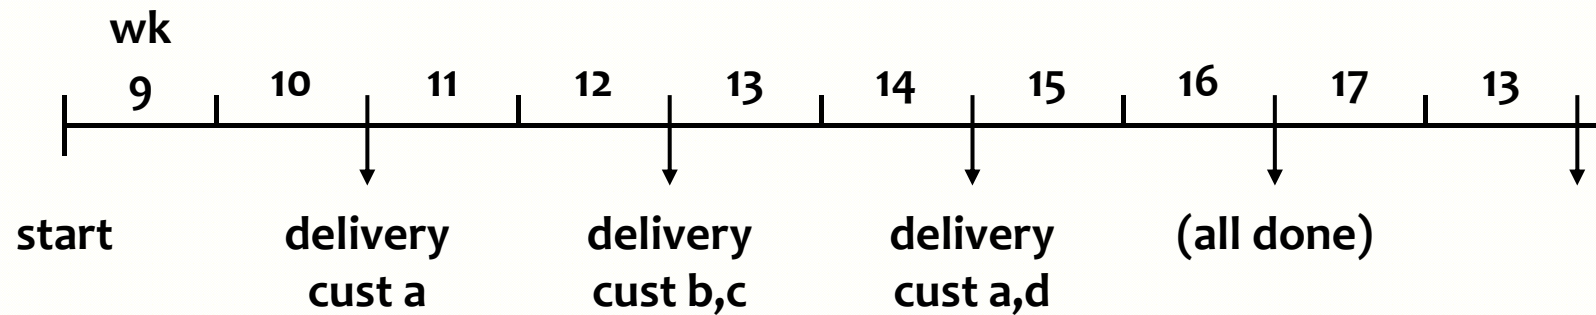 wk
9 10 11 12 13 14 15 16 17 13
start delivery delivery delivery (all done)
cust a cust b,c cust a,d